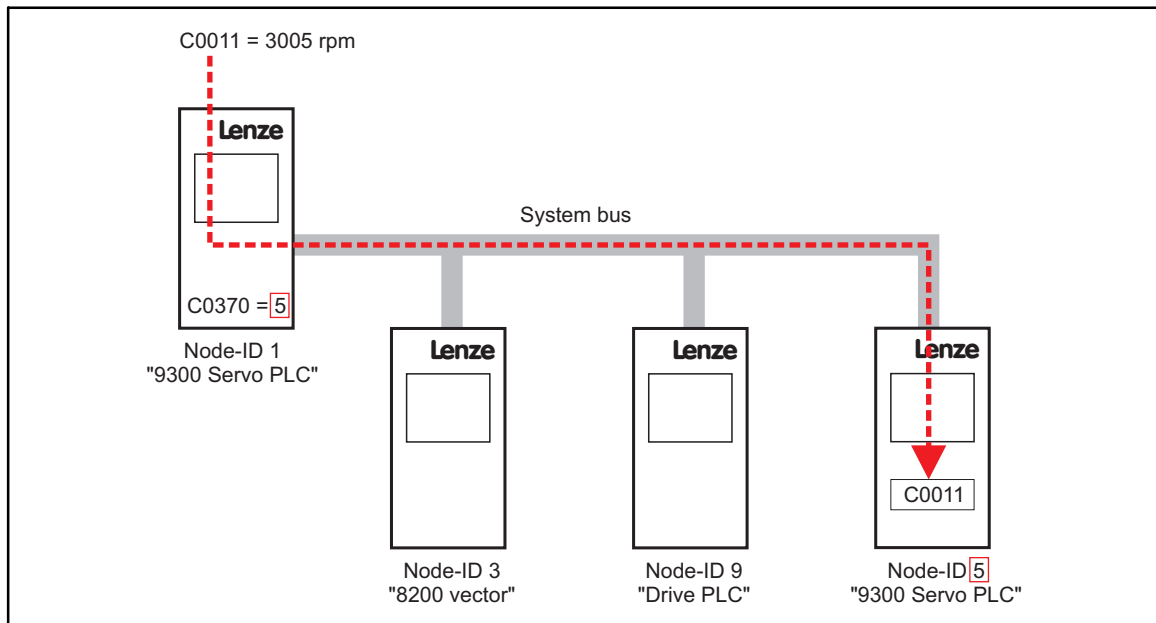 C0011 = 3005 rpm
Lenze
System bus
C0370 = 5
Node-ID 1
"9300 Servo PLC"
Lenze
Lenze
Lenze
C0011
Node-ID 3
"8200 vector"
Node-ID 9
"Drive PLC"
Node-ID 5
"9300 Servo PLC"